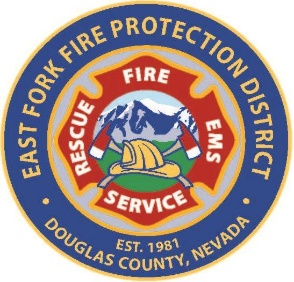 EAST FORK FIRE PROTECTION DISTRICT
FIRE
RESCUE
EMS
SERVICE
EST. 1981
DOUGLAS COUNTY, NEVADA